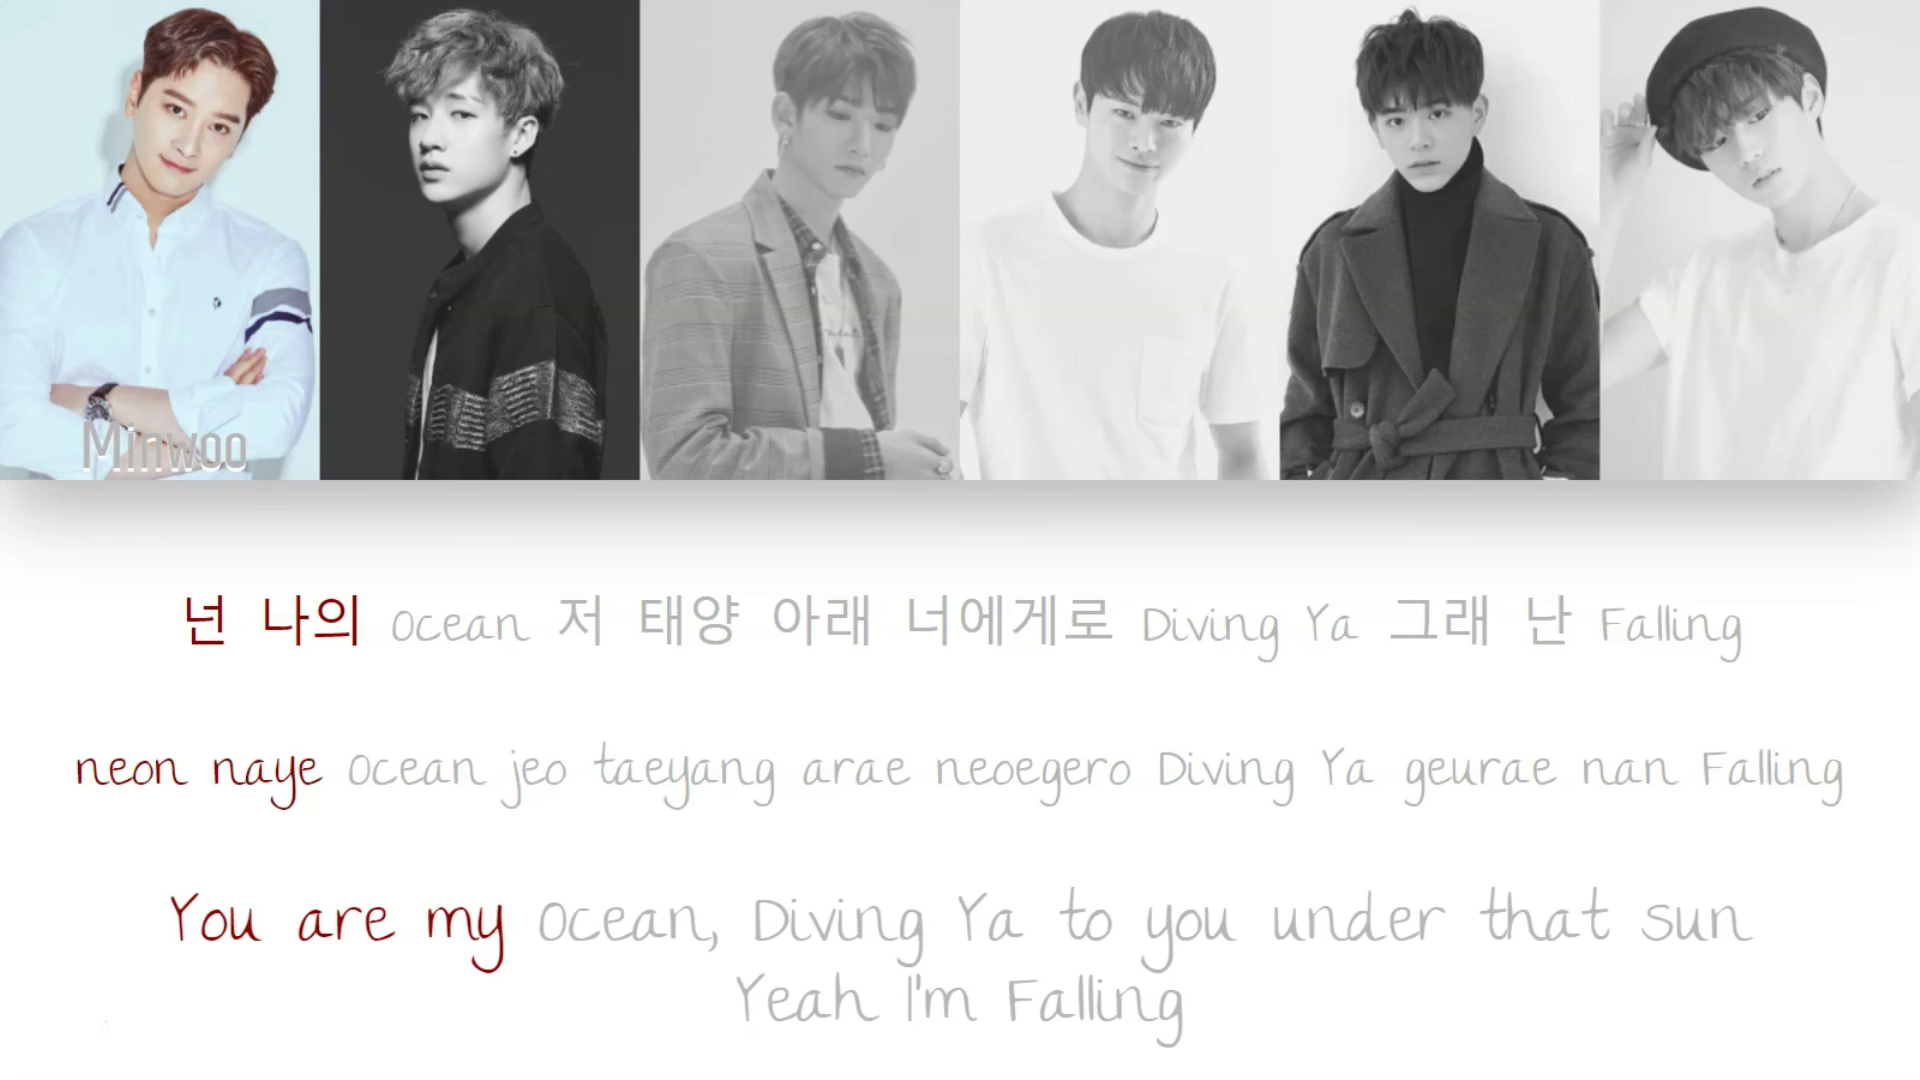 Minwoo
넌 나의 Ocean 저 태양 아래 너에게로 Diving Ya 그래 난 Falling
neon naye Ocean jeo taeyang arae neoegero Diving Ya geurae nan Falling
You are my Ocean, Diving Ya to you under that sun
Yeah I'm Falling